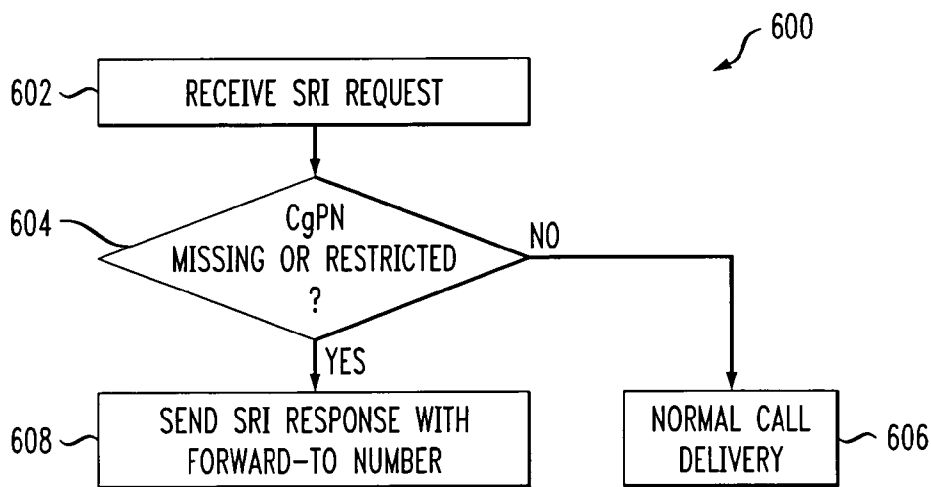 600
602
RECEIVE SRI REQUEST
604
CgPN
MISSING OR RESTRICTED
?
NO
YES
608
SEND SRI RESPONSE WITH
FORWARD-TO NUMBER
NORMAL CALL
DELIVERY
606